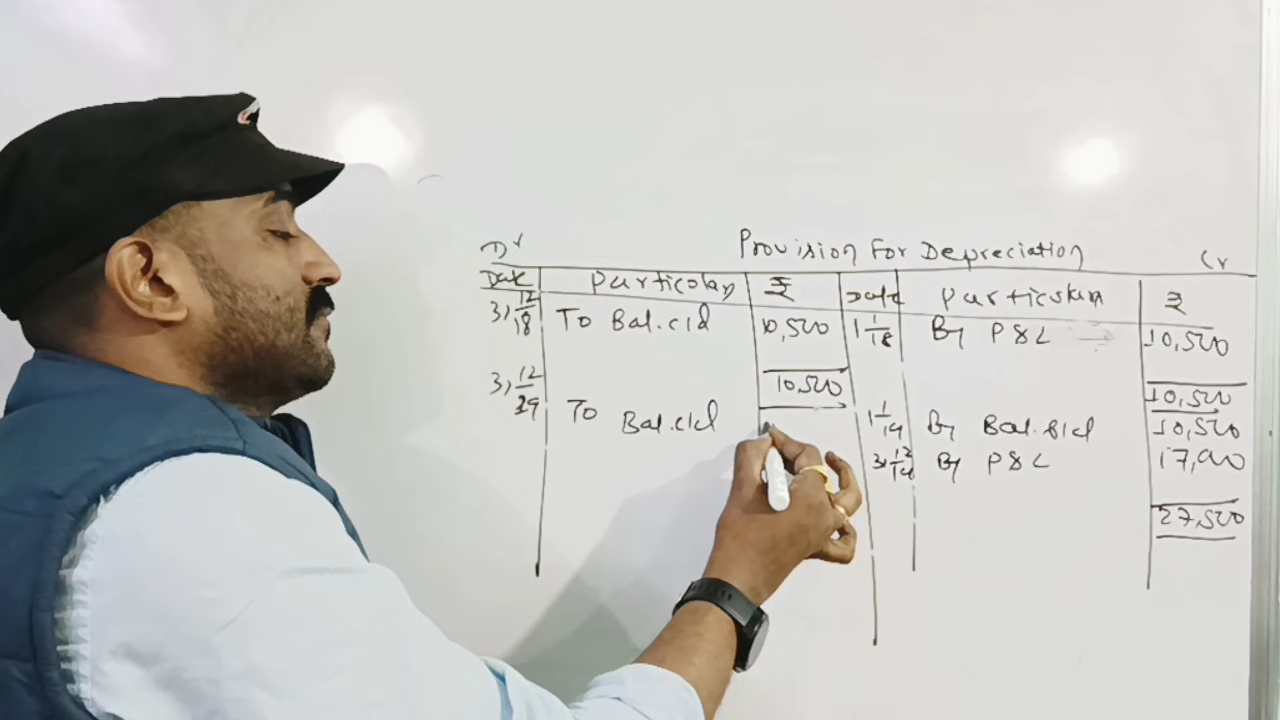 Dr Provision For Depreciation Cr
Date Particulars ₹ Date Particulars ₹
31/12/18 To Bal.c/d 10,500 1/1/18 By P&L → 10,500
10,500 10,500
31/12/19 To Bal.c/d 1/1/19 By Bal.b/d 10,500
31/12/19 By P&L 17,000
27,500